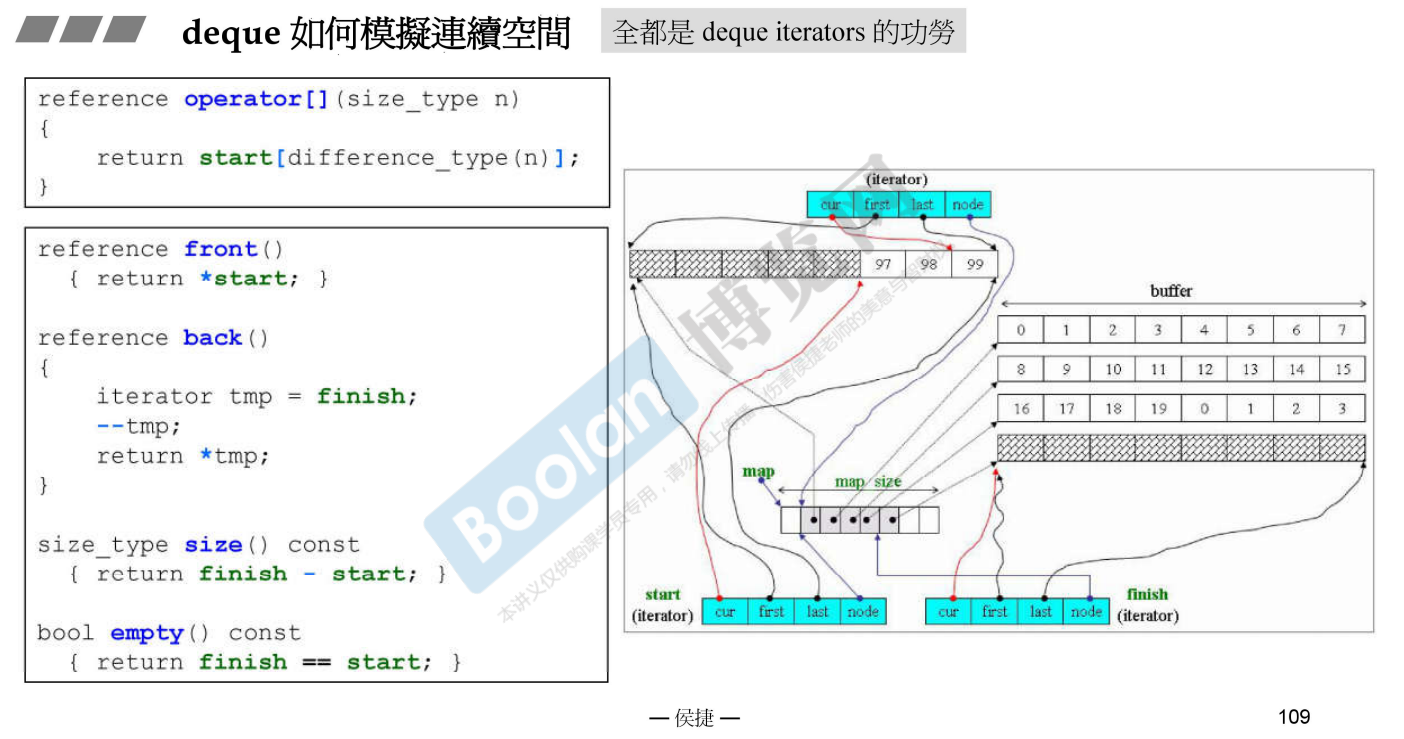 deque 如何模擬連續空間
全都是 deque iterators 的功勞
reference operator[](size_type n)
{
return start[difference_type(n)];
}
reference front()
{ return *start; }
reference back()
{
iterator tmp = finish;
--tmp;
return *tmp;
}
size_type size() const
{ return finish - start; }
bool empty() const
{ return finish == start; }
(iterator)
cur first last node
97 98 99
buffer
0 1 2 3 4 5 6 7
8 9 10 11 12 13 14 15
16 17 18 19 0 1 2 3
map
map size
start
(iterator)
cur first last node
cur first last node
finish
(iterator)
Boolan 博览网
本讲义仅供购课学员专用，请勿线上传播，伤害侯捷老师的美意与
— 侯捷 —
109